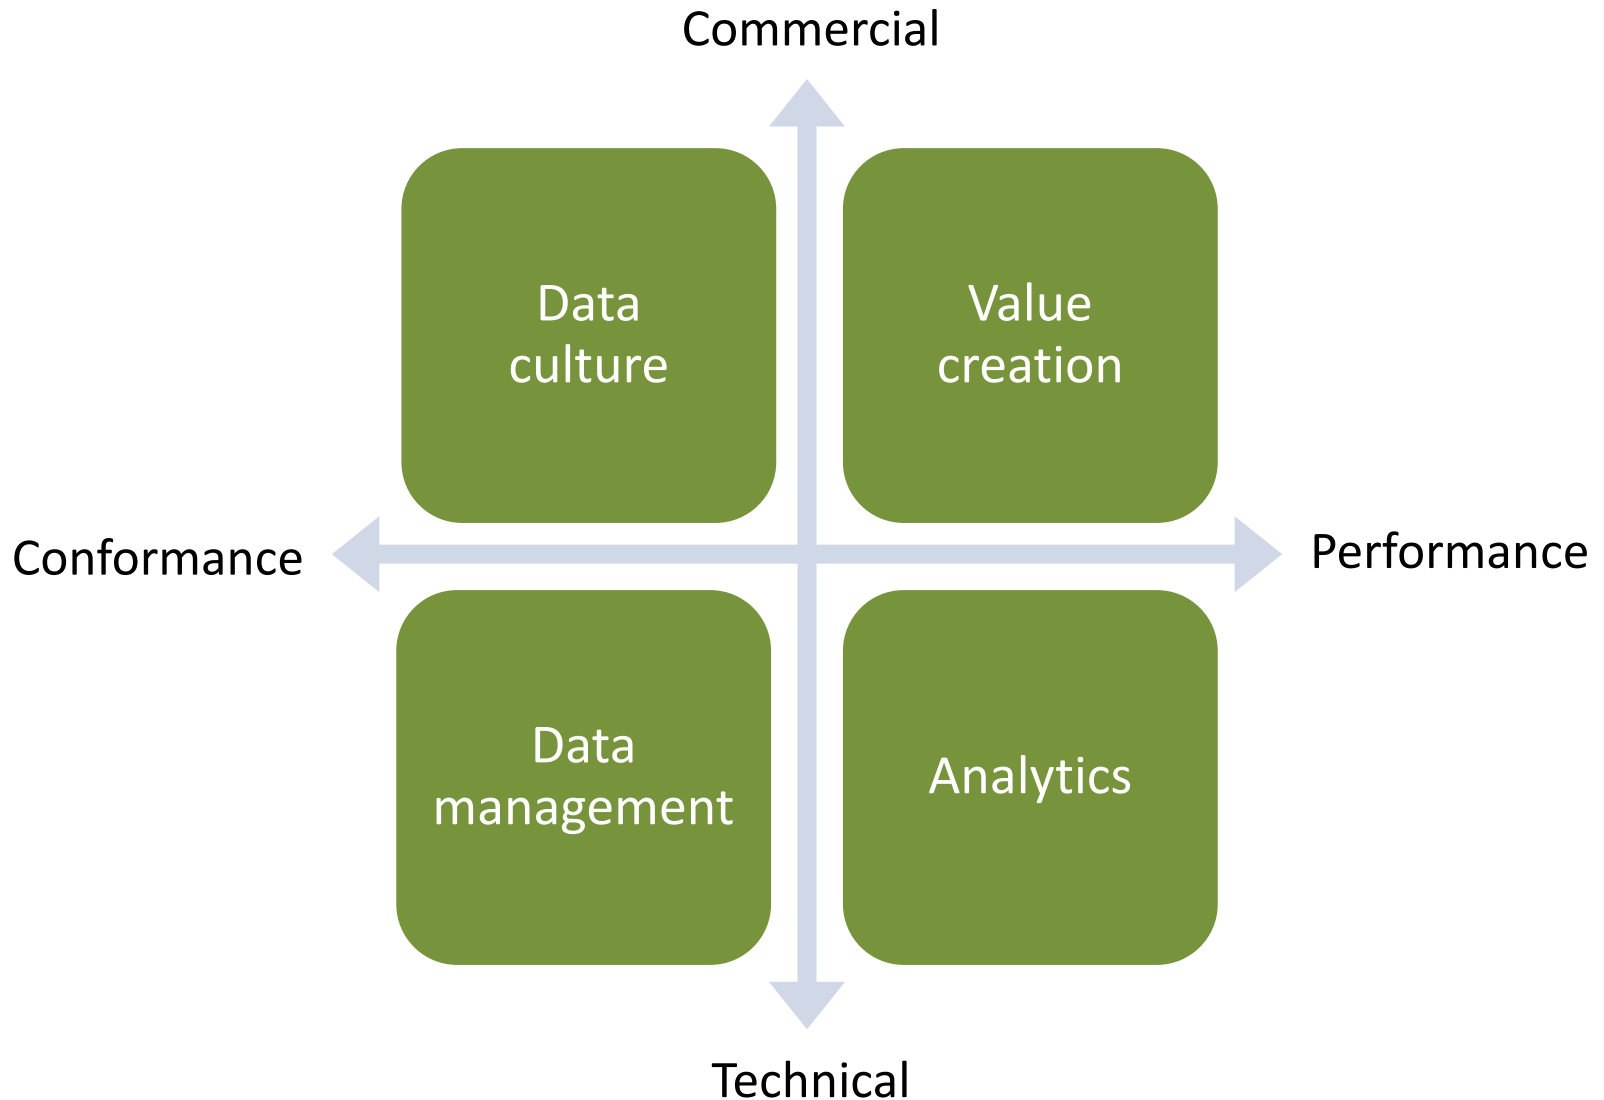 Commercial
Data
culture
Value
creation
Conformance
Performance
Data
management
Analytics
Technical